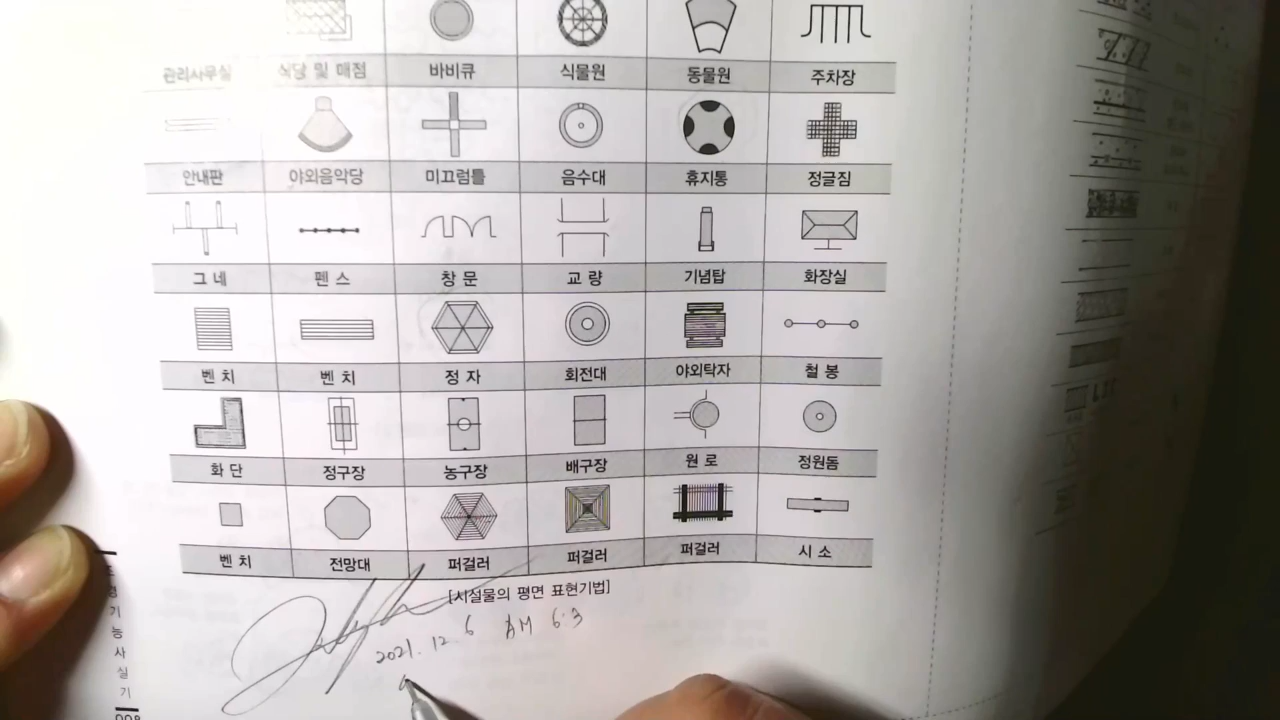 관리사무실 식당 및 매점 바비큐 식물원 동물원 주차장
안내판 야외음악당 미끄럼틀 음수대 휴지통 정글짐
그 네 펜 스 창 문 교 량 기념탑 화장실
벤 치 벤 치 정 자 회전대 야외탁자 철 봉
화 단 정구장 농구장 배구장 원 로 정원돔
벤 치 전망대 퍼걸러 퍼걸러 퍼걸러 시 소
[시설물의 평면 표현기법]
2021. 12. 6 AM 6:3
기능사실기
008